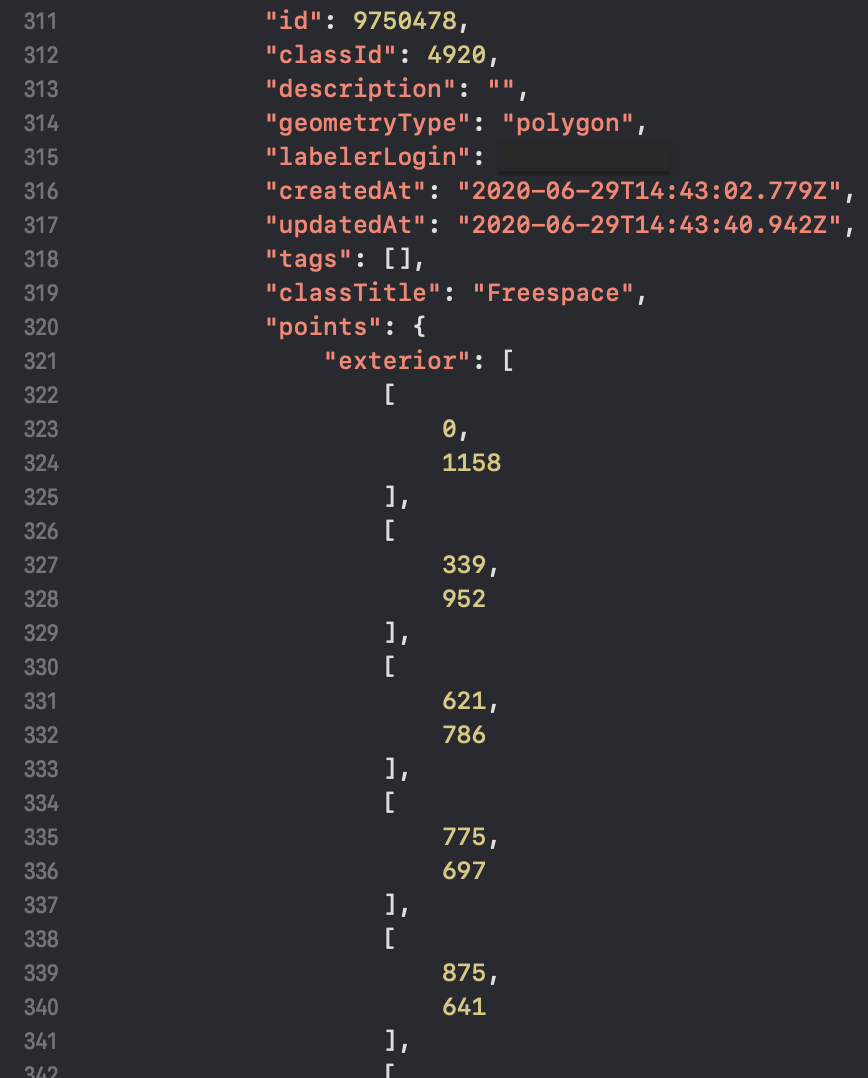 311 "id": 9750478,
312 "classId": 4920,
313 "description": "",
314 "geometryType": "polygon",
315 "labelerLogin":
316 "createdAt": "2020-06-29T14:43:02.779Z",
317 "updatedAt": "2020-06-29T14:43:40.942Z",
318 "tags": [],
319 "classTitle": "Freespace",
320 "points": {
321 "exterior": [
322 [
323 0,
324 1158
325 ],
326 [
327 339,
328 952
329 ],
330 [
331 621,
332 786
333 ],
334 [
335 775,
336 697
337 ],
338 [
339 875,
340 641
341 ],
342 [